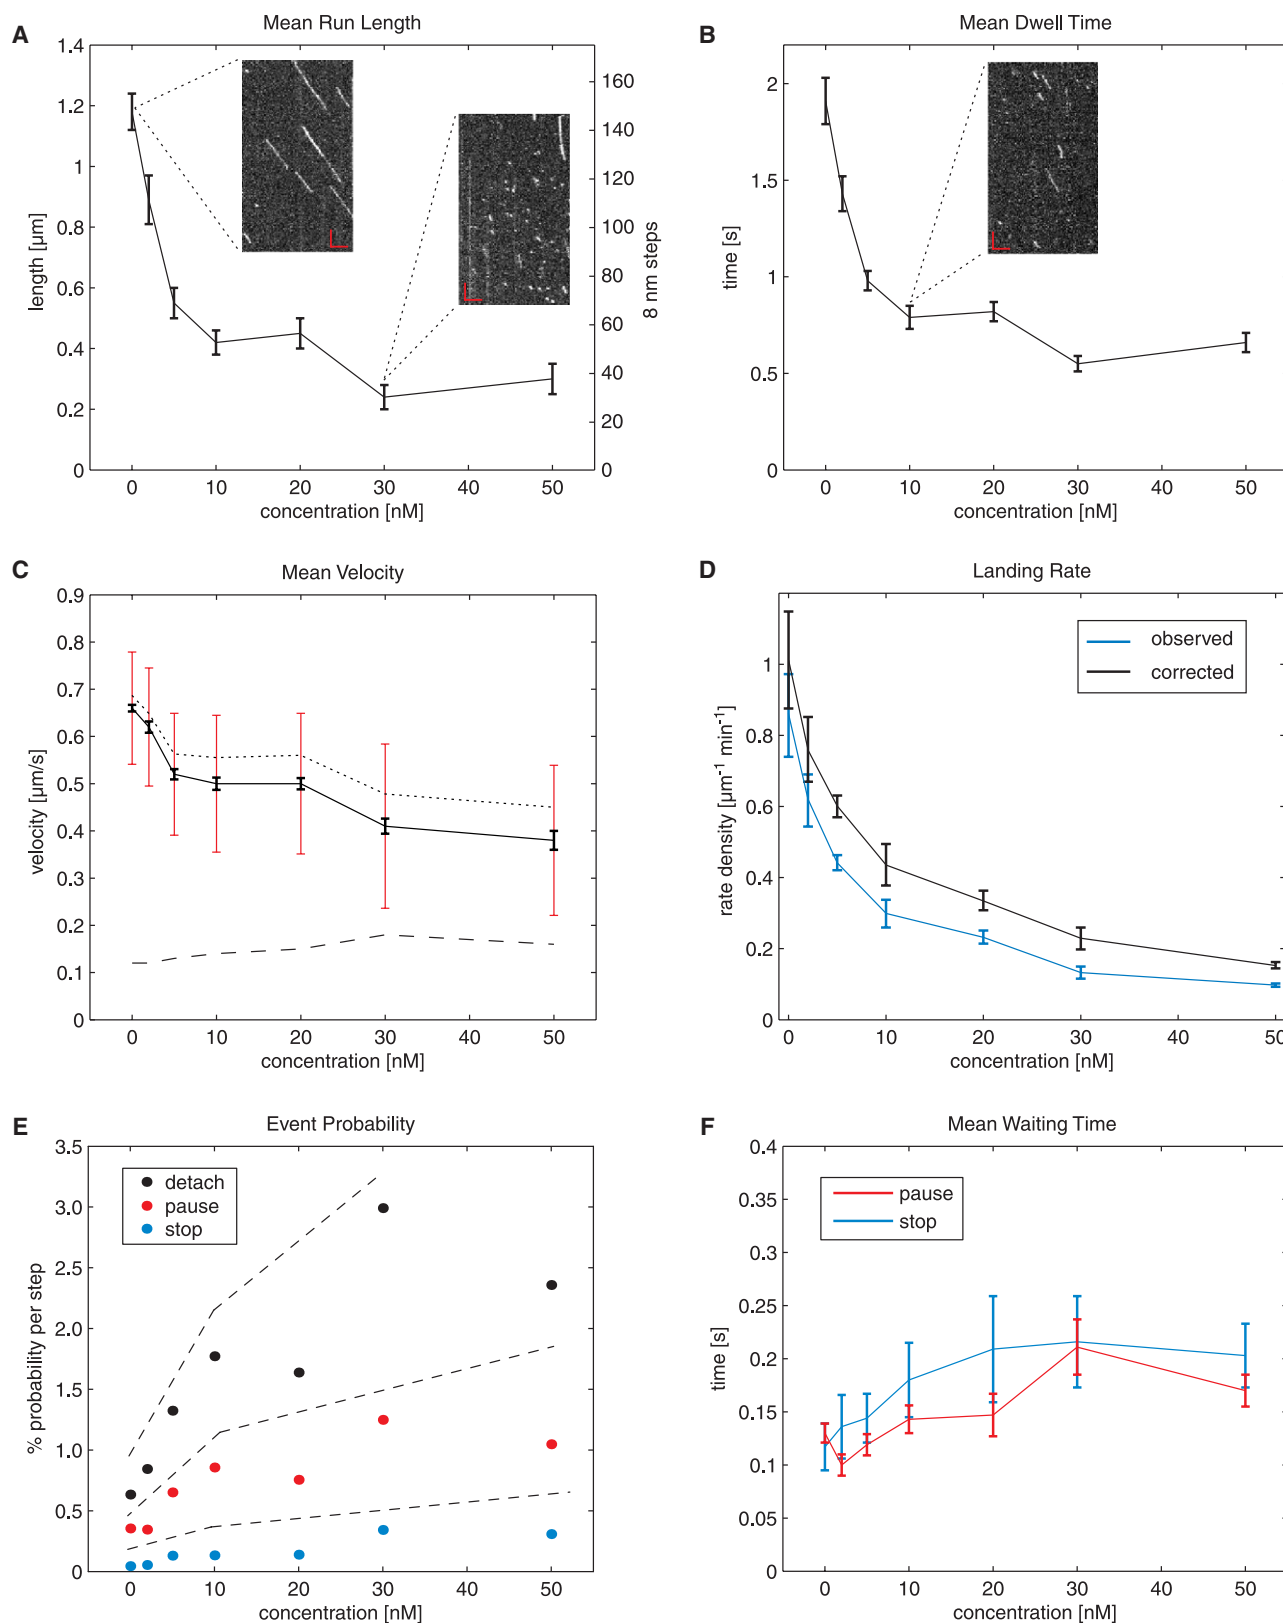 A
Mean Run Length
1.4
1.2
1
0.8
0.6
0.4
0.2
0
length [µm]
160
140
120
100
80
60
40
20
0
8 nm steps
0 10 20 30 40 50
concentration [nM]
B
Mean Dwell Time
2
1.5
1
0.5
0
time [s]
0 10 20 30 40 50
concentration [nM]
C
Mean Velocity
0.9
0.8
0.7
0.6
0.5
0.4
0.3
0.2
0.1
0
velocity [µm/s]
0 10 20 30 40 50
concentration [nM]
D
Landing Rate
observed
corrected
1
0.8
0.6
0.4
0.2
0
rate density [µm⁻¹ min⁻¹]
0 10 20 30 40 50
concentration [nM]
E
Event Probability
detach
pause
stop
3.5
3.0
2.5
2.0
1.5
1.0
0.5
0
% probability per step
0 10 20 30 40 50
concentration [nM]
F
Mean Waiting Time
pause
stop
0.4
0.35
0.3
0.25
0.2
0.15
0.1
0.05
0
time [s]
0 10 20 30 40 50
concentration [nM]